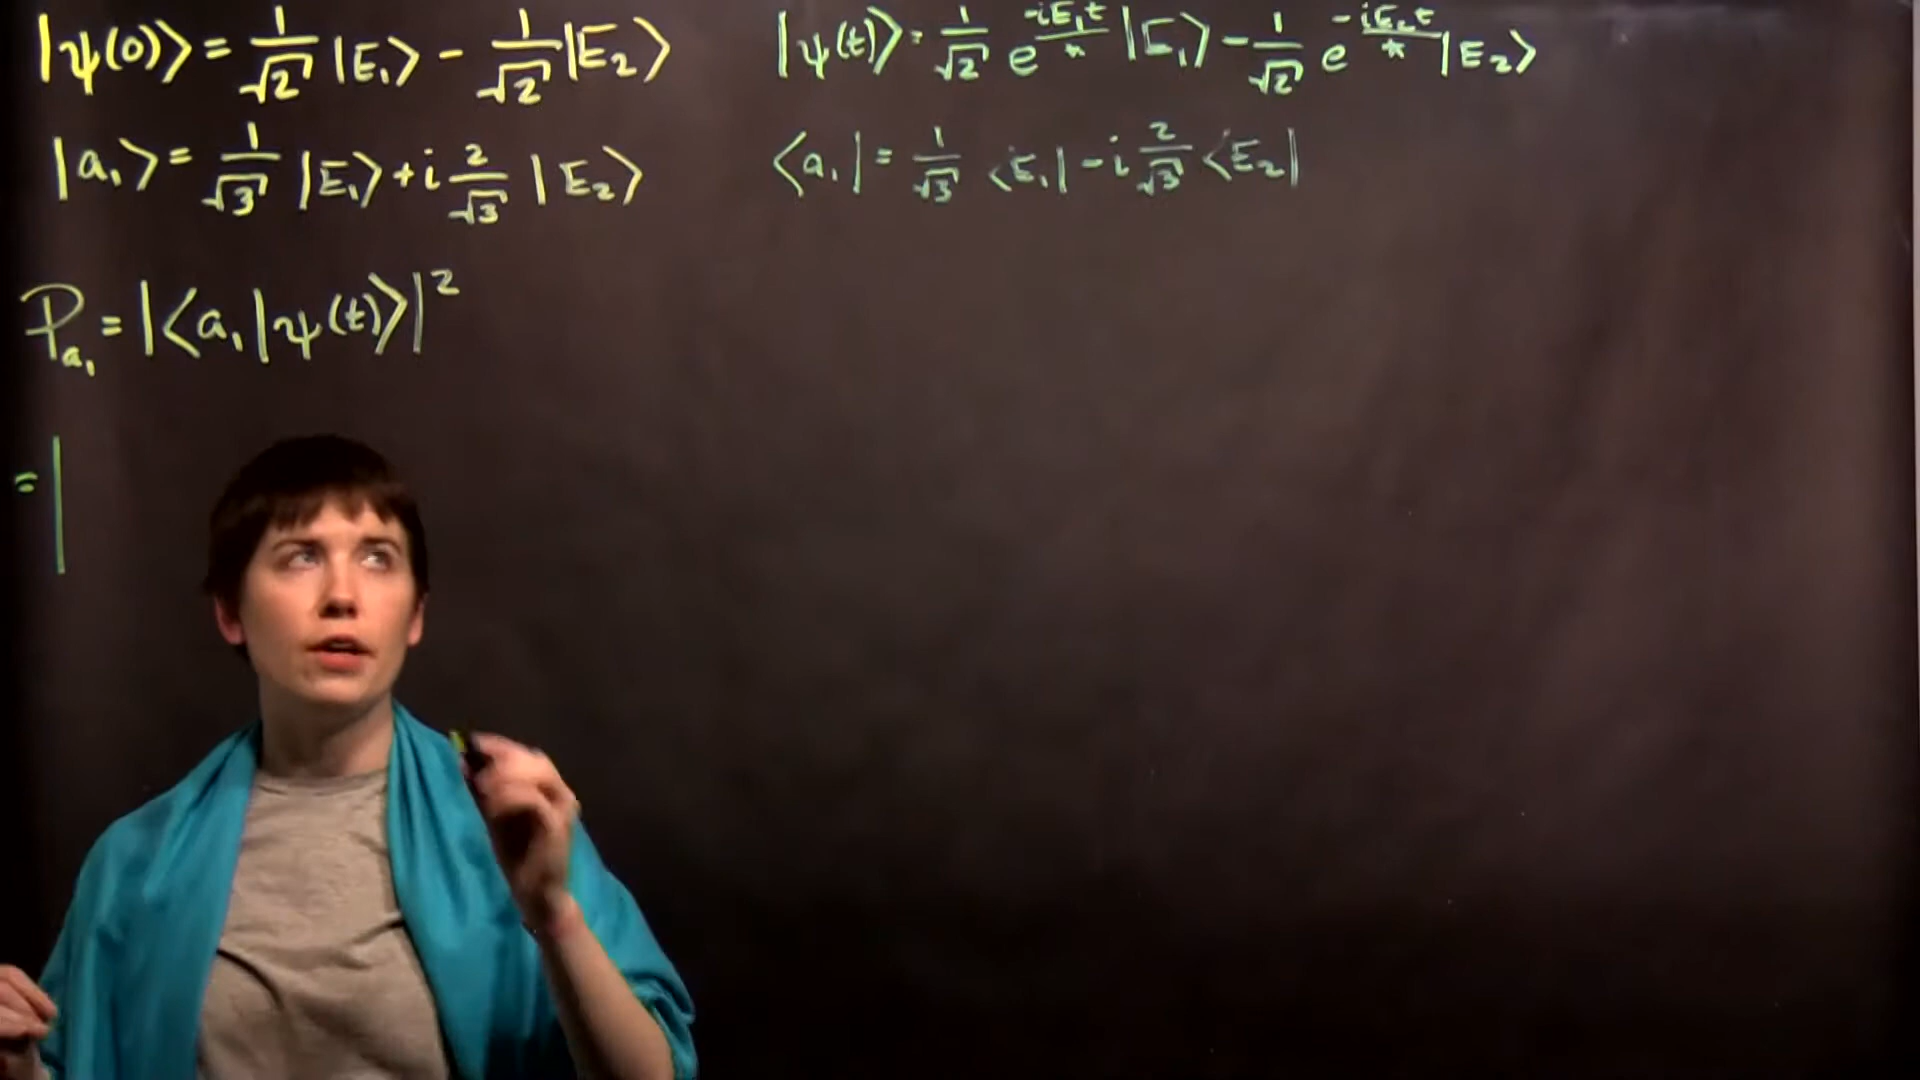 |ψ(0)⟩ = 1/√2 |E₁⟩ - 1/√2 |E₂⟩
|ψ(t)⟩ = 1/√2 e^(-iE₁t/ℏ) |E₁⟩ - 1/√2 e^(-iE₂t/ℏ) |E₂⟩
|a₁⟩ = 1/√3 |E₁⟩ + i 2/√3 |E₂⟩
⟨a₁| = 1/√3 ⟨E₁| - i 2/√3 ⟨E₂|
P_a₁ = |⟨a₁|ψ(t)⟩|²
= |